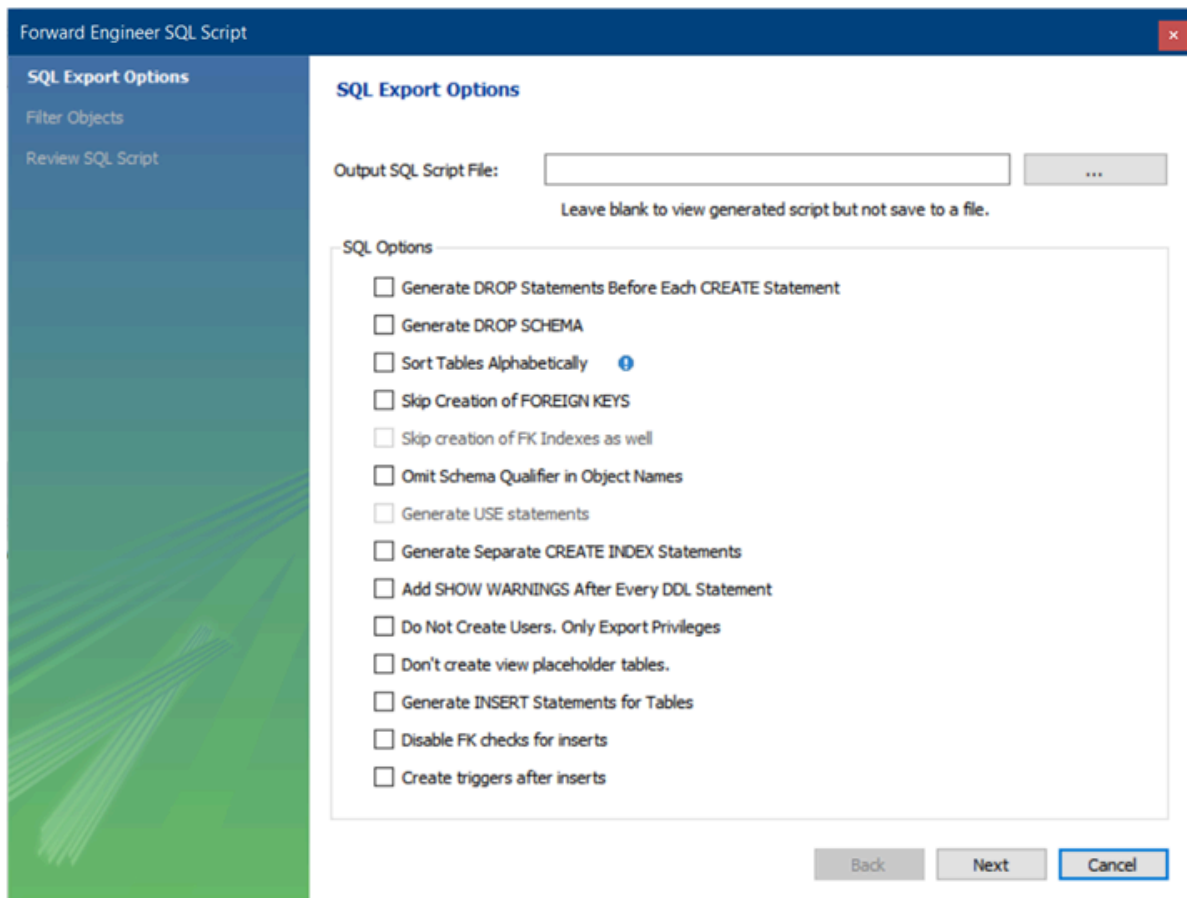 Forward Engineer SQL Script
×
SQL Export Options
Filter Objects
Review SQL Script
SQL Export Options
Output SQL Script File:
...
Leave blank to view generated script but not save to a file.
SQL Options
Generate DROP Statements Before Each CREATE Statement
Generate DROP SCHEMA
Sort Tables Alphabetically
Skip Creation of FOREIGN KEYS
Skip creation of FK Indexes as well
Omit Schema Qualifier in Object Names
Generate USE statements
Generate Separate CREATE INDEX Statements
Add SHOW WARNINGS After Every DDL Statement
Do Not Create Users. Only Export Privileges
Don't create view placeholder tables.
Generate INSERT Statements for Tables
Disable FK checks for inserts
Create triggers after inserts
Back Next Cancel